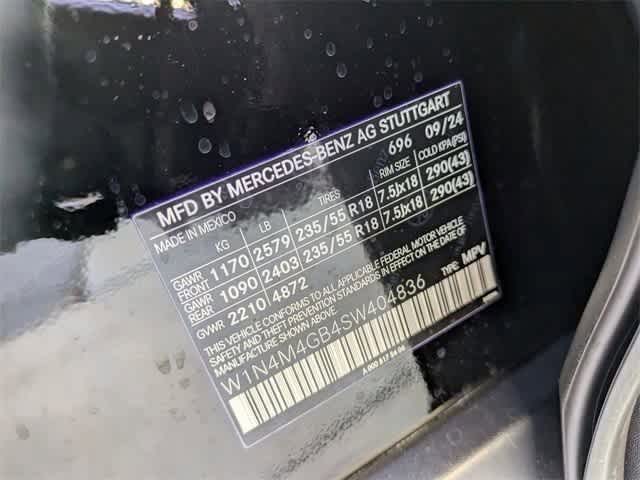 MFD BY MERCEDES-BENZ AG STUTTGART
MADE IN MEXICO 696 09/24
KG LB TIRES RIM SIZE COLD KPA(PSI)
GAWR FRONT 1170 2579 235/55 R18 7.5Jx18 290(43)
GAWR REAR 1090 2403 235/55 R18 7.5Jx18 290(43)
GVWR 2210 4872
THIS VEHICLE CONFORMS TO ALL APPLICABLE FEDERAL MOTOR VEHICLE
SAFETY AND THEFT PREVENTION STANDARDS IN EFFECT ON THE DATE OF
MANUFACTURE SHOWN ABOVE. TYPE: MPV
W1N4M4GB4SW404836
A 000 817